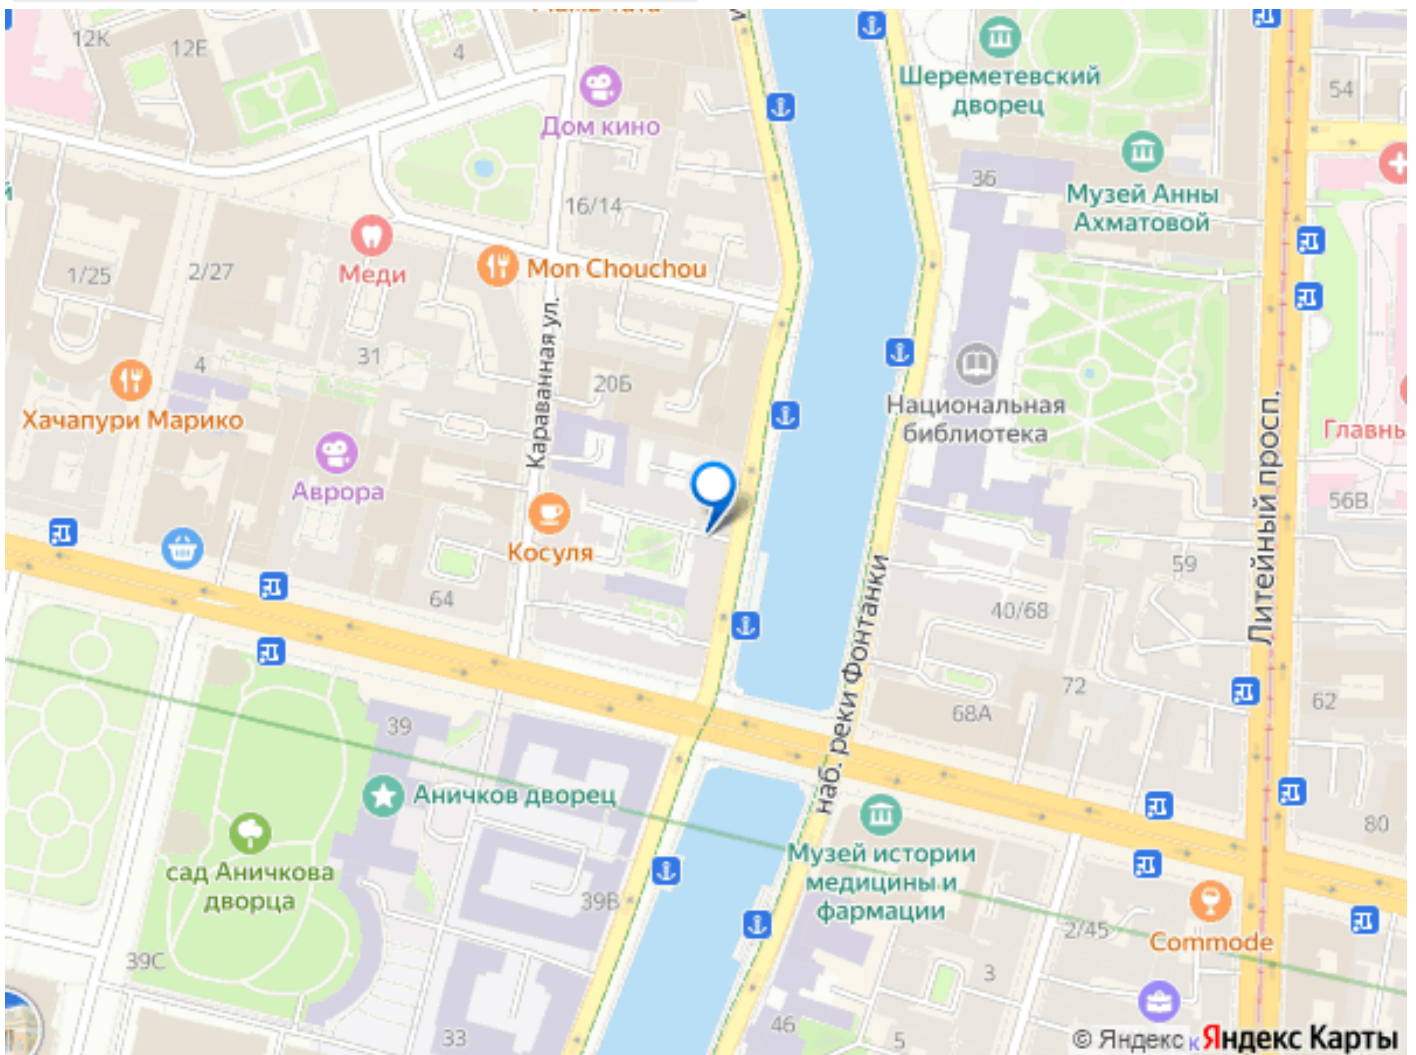 12К
12Е
4
Дом кино
Шереметевский
дворец
54
36
Музей Анны
Ахматовой
16/14
й
1/25
2/27
Меди
Mon Chouchou
Караванная ул.
4
31
20Б
Хачапури Марико
Национальная
библиотека
Литейный просп.
Главны
Аврора
56В
Косуля
59
64
40/68
наб. реки Фонтанки
72
68А
62
39
Аничков дворец
80
сад Аничкова
дворца
Музей истории
медицины и
фармации
39В
2/45
Commode
39С
3
33
46
5
© Яндекс к Яндекс Карты